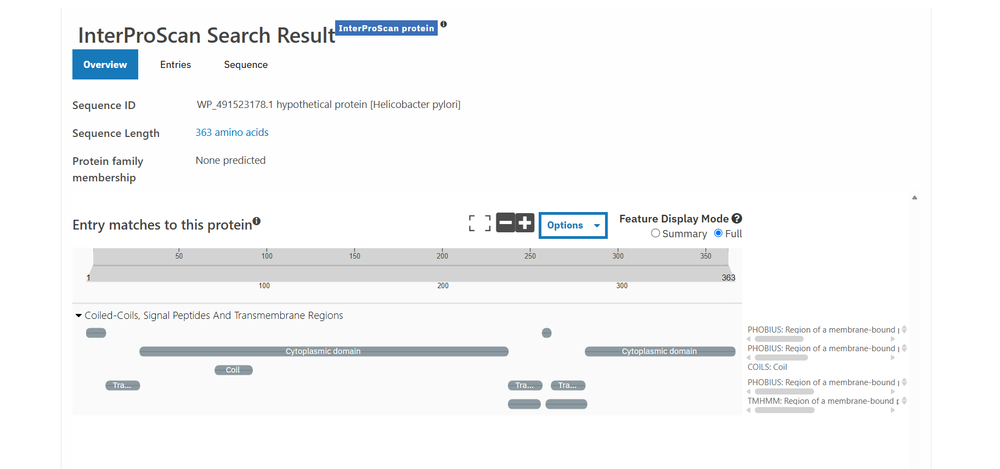 InterProScan Search Result InterProScan protein
Overview Entries Sequence
Sequence ID WP_491523178.1 hypothetical protein [Helicobacter pylori]
Sequence Length 363 amino acids
Protein family None predicted
membership
Entry matches to this protein
Options
Feature Display Mode
Summary Full
50 100 150 200 250 300 350
1 363
100 200 300
Coiled-Coils, Signal Peptides And Transmembrane Regions
PHOBIUS: Region of a membrane-bound
Cytoplasmic domain Cytoplasmic domain PHOBIUS: Region of a membrane-bound
Coil COILS: Coil
Tra... Tra... Tra... PHOBIUS: Region of a membrane-bound
TMHMM: Region of a membrane-bound